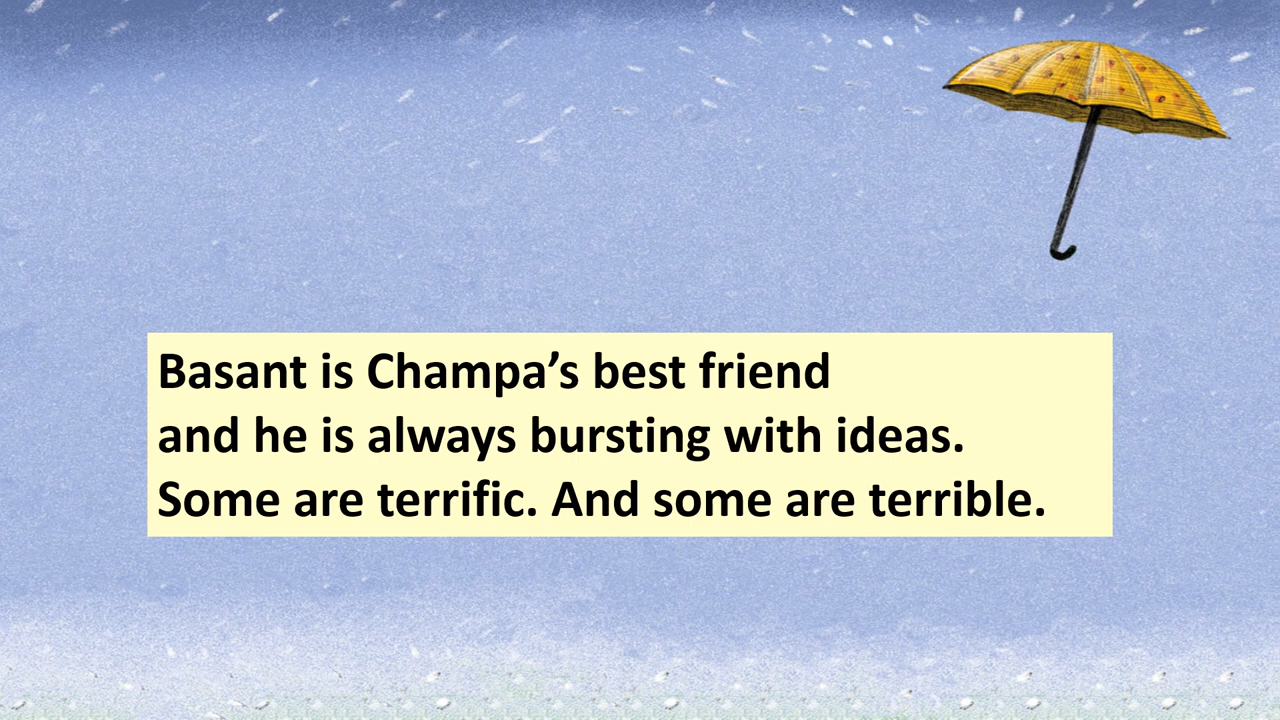 Basant is Champa’s best friend
and he is always bursting with ideas.
Some are terrific. And some are terrible.